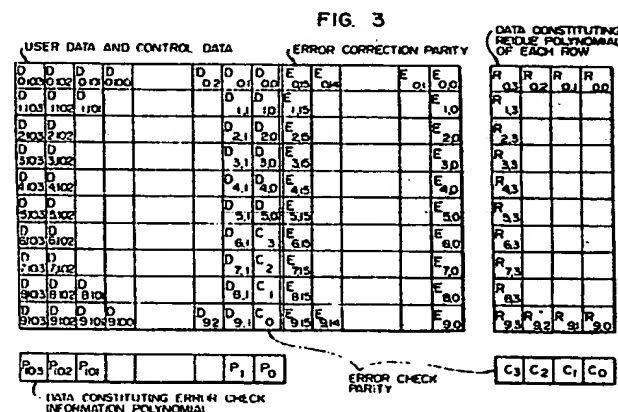 FIG. 3
USER DATA AND CONTROL DATA
ERROR CORRECTION PARITY
DATA CONSTITUTING
RESIDUE POLYNOMIAL
OF EACH ROW
D0,103 D0,102 D0,101 D0,100 D0,2 D0,1 D0,0 E0,15 E0,14 E0,1 E0,0 R0,3 R0,2 R0,1 R0,0
D1,103 D1,102 D1,101 D1,1 D1,0 E1,15 E1,0 R1,3
D2,103 D2,102 D2,1 D2,0 E2,15 E2,0 R2,3
D3,103 D3,102 D3,1 D3,0 E3,15 E3,0 R3,3
D4,103 D4,102 D4,1 D4,0 E4,15 E4,0 R4,3
D5,103 D5,102 D5,1 D5,0 E5,15 E5,0 R5,3
D6,103 D6,102 D6,1 C3 E6,15 E6,0 R6,3
D7,103 D7,102 D7,1 C2 E7,15 E7,0 R7,3
D8,102 D8,101 D8,1 C1 E8,15 E8,0 R8,3
D9,103 D9,102 D9,100 D9,2 D9,1 C0 E9,15 E9,14 E9,0 R9,3 R9,2 R9,1 R9,0
P103 P102 P101 P1 P0
ERROR CHECK
PARITY
C3 C2 C1 C0
DATA CONSTITUTING ERROR CHECK
INFORMATION POLYNOMIAL